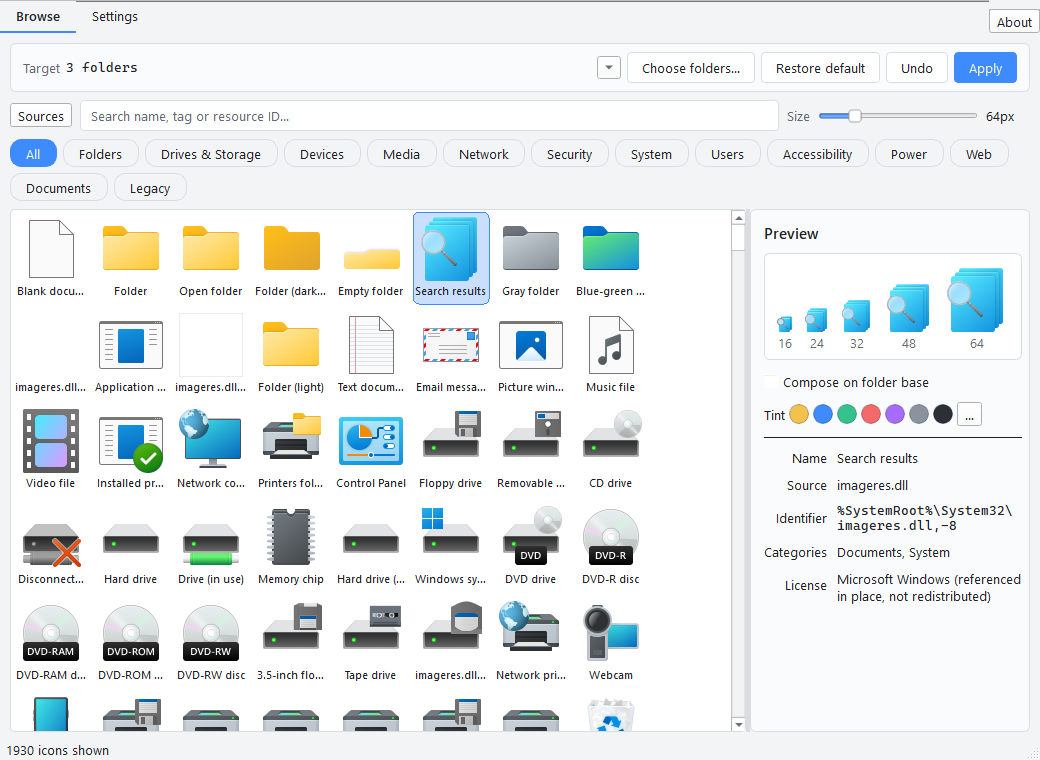 Browse Settings
About
Target 3 folders
Choose folders... Restore default Undo Apply
Sources Search name, tag or resource ID... Size 64px
All Folders Drives & Storage Devices Media Network Security System Users Accessibility Power Web
Documents Legacy
Blank docu... Folder Open folder Folder (dark... Empty folder Search results Gray folder Blue-green ...
imageres.dll... Application ... imageres.dll... Folder (light) Text docum... Email messa... Picture win... Music file
Video file Installed pr... Network co... Printers fol... Control Panel Floppy drive Removable ... CD drive
DVD DVD-R
Disconnect... Hard drive Drive (in use) Memory chip Hard drive (... Windows sy... DVD drive DVD-R disc
DVD-RAM DVD-ROM DVD-RW
DVD-RAM d... DVD-ROM ... DVD-RW disc 3.5-inch flo... Tape drive imageres.dll... Network pri... Webcam
Preview
16 24 32 48 64
Compose on folder base
Tint ...
Name Search results
Source imageres.dll
Identifier %SystemRoot%\System32\
imageres.dll,-8
Categories Documents, System
License Microsoft Windows (referenced
in place, not redistributed)
1930 icons shown